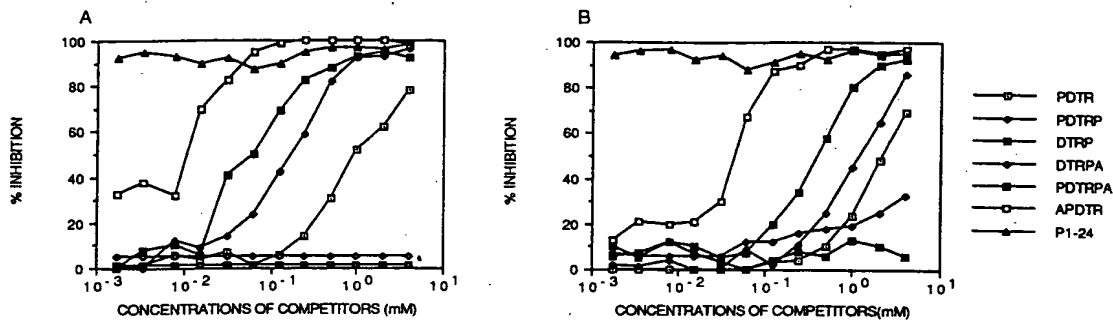 A
B
100
80
60
40
20
0
% INHIBITION
10⁻³
10⁻²
10⁻¹
10⁰
10¹
CONCENTRATIONS OF COMPETITORS (mM)
100
80
60
40
20
0
% INHIBITION
10⁻³
10⁻²
10⁻¹
10⁰
10¹
CONCENTRATIONS OF COMPETITORS(mM)
PDTR
PDTRP
DTRP
DTRPA
PDTRPA
APDTR
P1-24